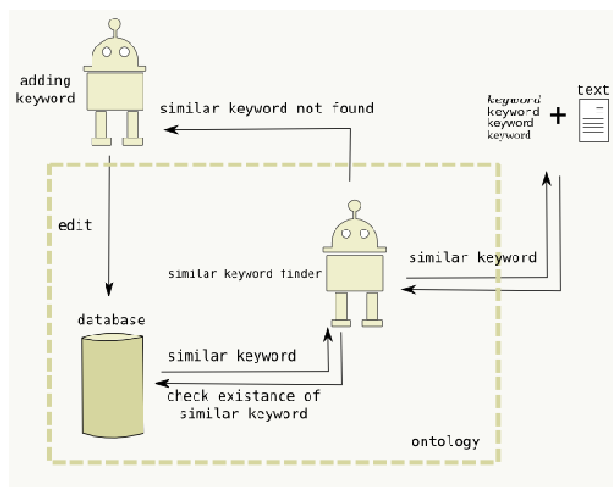 adding
keyword
similar keyword not found
text
keyword
keyword
keyword
keyword
+
edit
similar keyword
similar keyword finder
database
similar keyword
check existance of
similar keyword
ontology